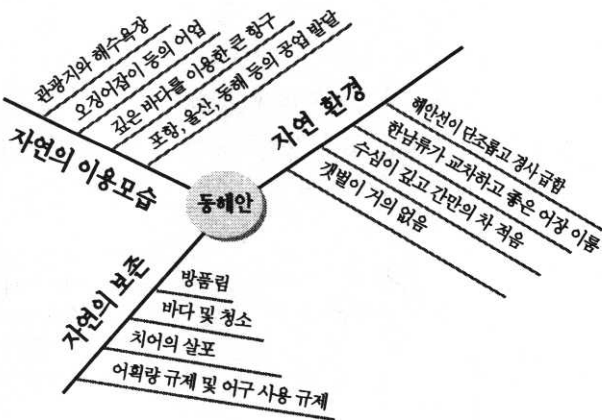 관광지와 해수욕장
오징어잡이 등의 어업
깊은 바다를 이용한 큰 항구
포항, 울산, 동해 등의 공업 발달
자연의 이용모습
자연 환경
해안선이 단조롭고 경사 급함
한남류가 교차하고 좋은 어장 이룸
수심이 깊고 간만의 차 적음
갯벌이 거의 없음
동해안
자연의 보존
방품림
바다 밑 청소
치어의 살포
어획량 규제 및 어구 사용 규제